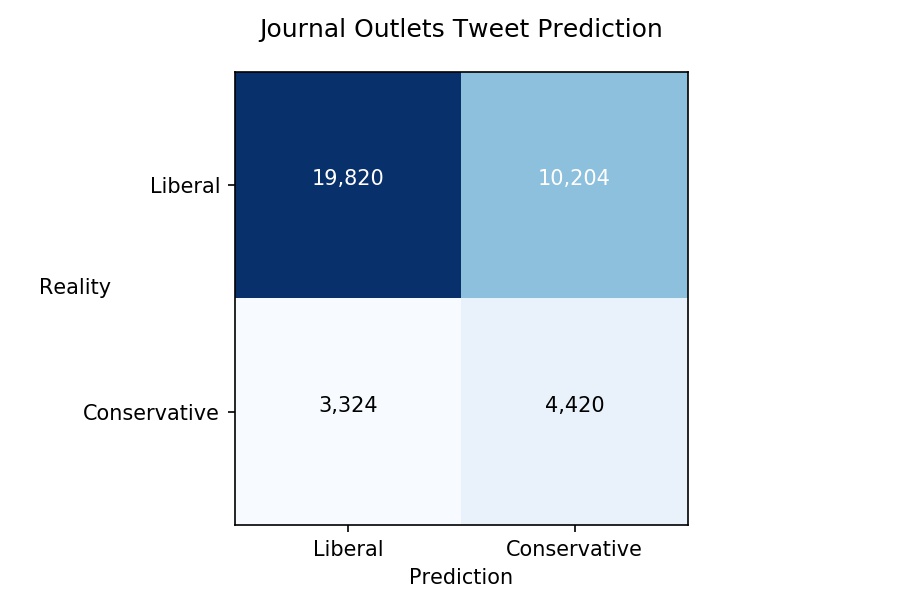 Journal Outlets Tweet Prediction
Liberal
19,820
10,204
Reality
Conservative
3,324
4,420
Liberal
Conservative
Prediction